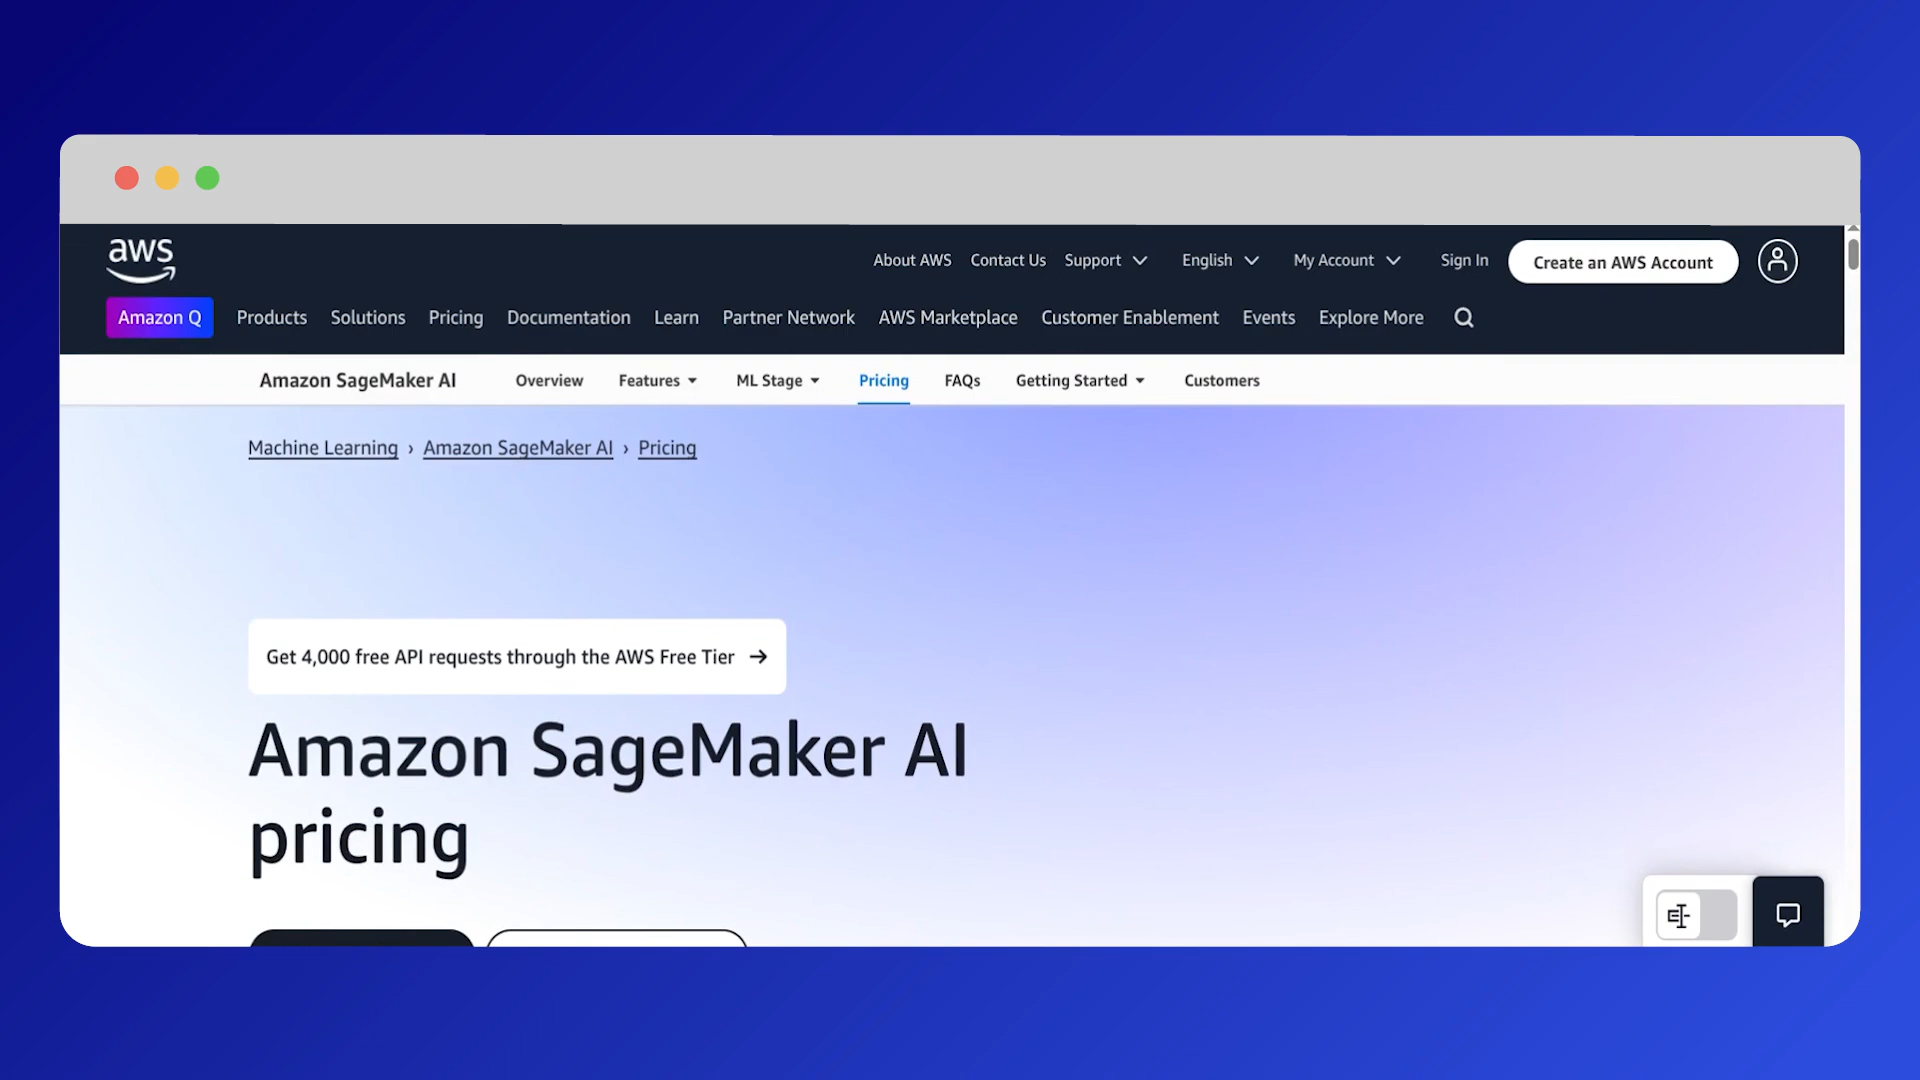 aws
About AWS Contact Us Support English My Account Sign In Create an AWS Account
Amazon Q Products Solutions Pricing Documentation Learn Partner Network AWS Marketplace Customer Enablement Events Explore More
Amazon SageMaker AI Overview Features ML Stage Pricing FAQs Getting Started Customers
Machine Learning › Amazon SageMaker AI › Pricing
Get 4,000 free API requests through the AWS Free Tier →
Amazon SageMaker AI
pricing